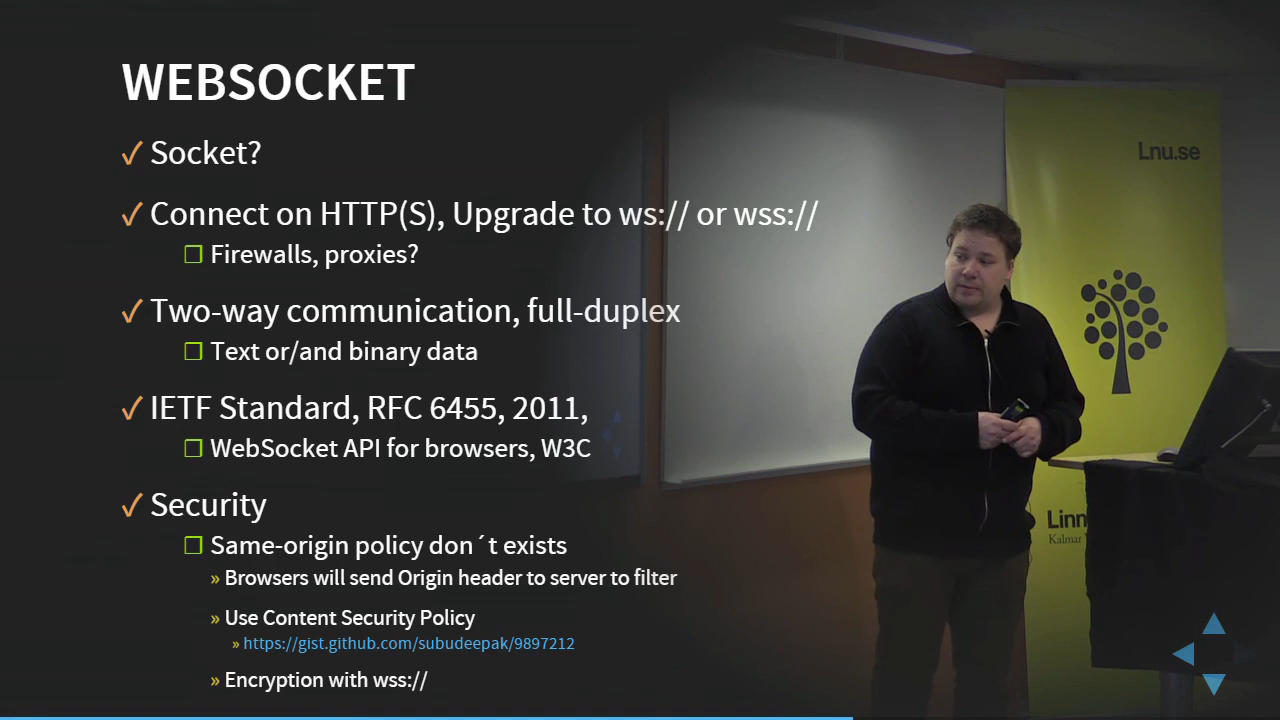 WEBSOCKET
✓ Socket?
✓ Connect on HTTP(S), Upgrade to ws:// or wss://
❐ Firewalls, proxies?
✓ Two-way communication, full-duplex
❐ Text or/and binary data
✓ IETF Standard, RFC 6455, 2011,
❐ WebSocket API for browsers, W3C
✓ Security
❐ Same-origin policy don´t exists
» Browsers will send Origin header to server to filter
» Use Content Security Policy
» https://gist.github.com/subudeepak/9897212
» Encryption with wss://
Lnu.se
Linn
Kalmar